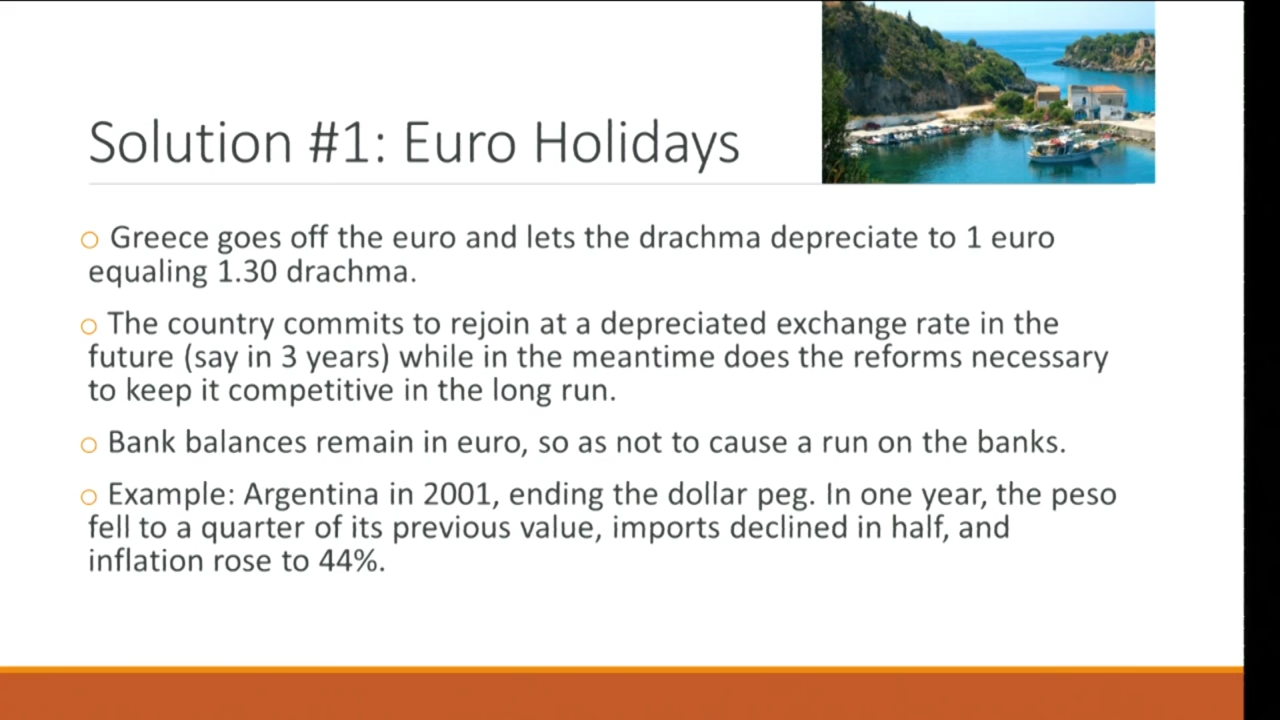 Solution #1: Euro Holidays
○ Greece goes off the euro and lets the drachma depreciate to 1 euro
equaling 1.30 drachma.
○ The country commits to rejoin at a depreciated exchange rate in the
future (say in 3 years) while in the meantime does the reforms necessary
to keep it competitive in the long run.
○ Bank balances remain in euro, so as not to cause a run on the banks.
○ Example: Argentina in 2001, ending the dollar peg. In one year, the peso
fell to a quarter of its previous value, imports declined in half, and
inflation rose to 44%.